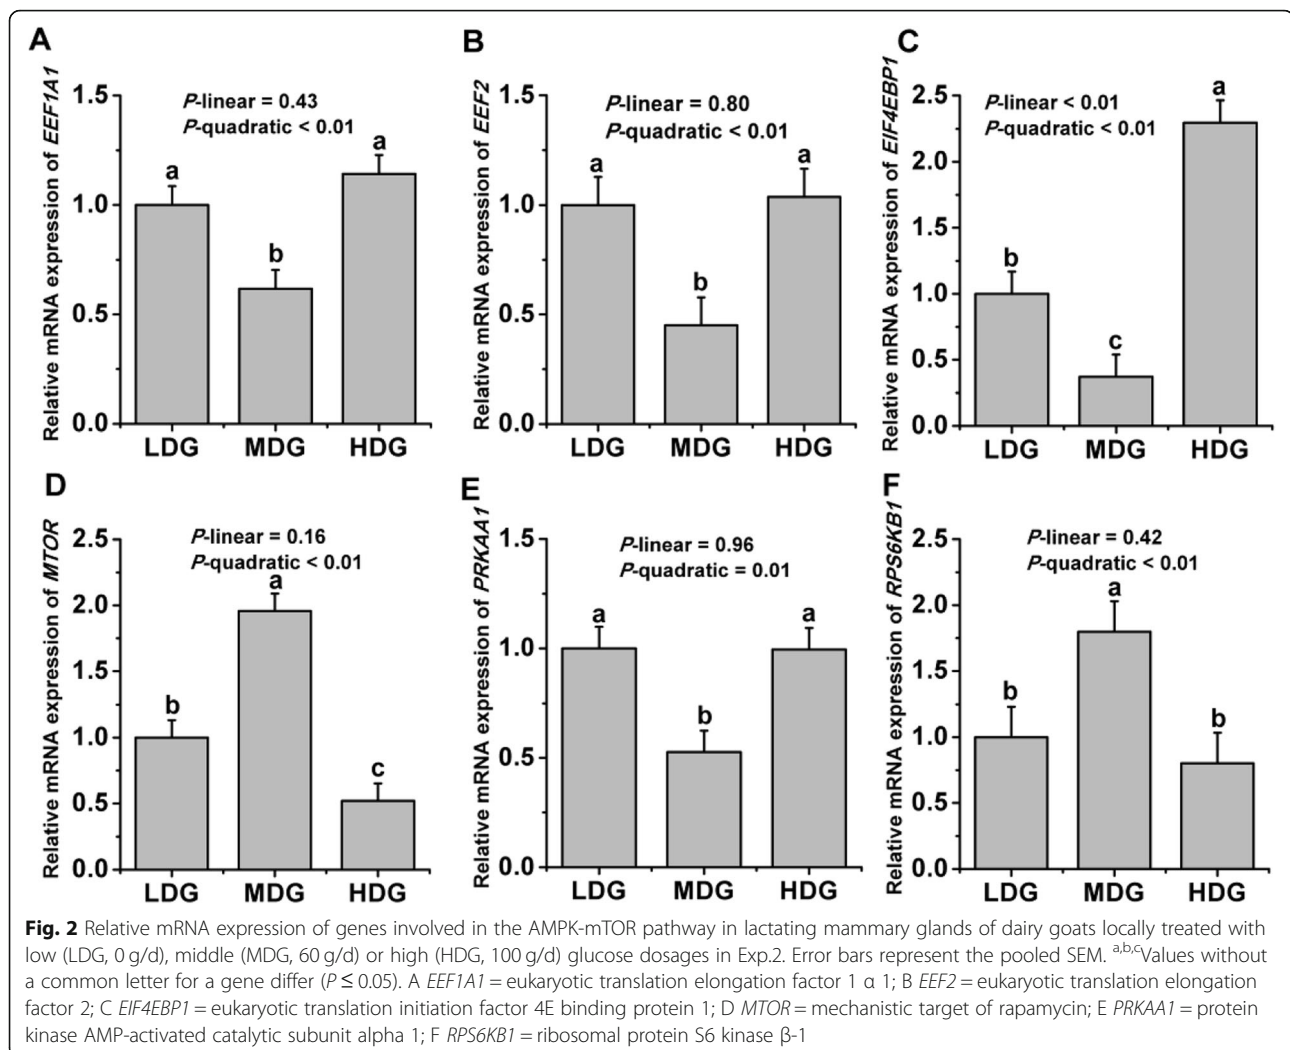 A
Relative mRNA expression of EEF1A1
P-linear = 0.43
P-quadratic < 0.01
1.5
1.0
0.5
0.0
a
b
a
LDG MDG HDG
B
Relative mRNA expression of EEF2
P-linear = 0.80
P-quadratic < 0.01
1.5
1.0
0.5
0.0
a
b
a
LDG MDG HDG
C
Relative mRNA expression of EIF4EBP1
P-linear < 0.01
P-quadratic < 0.01
2.5
2.0
1.5
1.0
0.5
0.0
b
c
a
LDG MDG HDG
D
Relative mRNA expression of MTOR
P-linear = 0.16
P-quadratic < 0.01
2.5
2.0
1.5
1.0
0.5
0.0
b
a
c
LDG MDG HDG
E
Relative mRNA expression of PRKAA1
P-linear = 0.96
P-quadratic = 0.01
1.5
1.0
0.5
0.0
a
b
a
LDG MDG HDG
F
Relative mRNA expression of RPS6KB1
P-linear = 0.42
P-quadratic < 0.01
2.5
2.0
1.5
1.0
0.5
0.0
b
a
b
LDG MDG HDG
Fig. 2 Relative mRNA expression of genes involved in the AMPK-mTOR pathway in lactating mammary glands of dairy goats locally treated with
low (LDG, 0 g/d), middle (MDG, 60 g/d) or high (HDG, 100 g/d) glucose dosages in Exp.2. Error bars represent the pooled SEM. a,b,cValues without
a common letter for a gene differ (P ≤ 0.05). A EEF1A1 = eukaryotic translation elongation factor 1 α 1; B EEF2 = eukaryotic translation elongation
factor 2; C EIF4EBP1 = eukaryotic translation initiation factor 4E binding protein 1; D MTOR = mechanistic target of rapamycin; E PRKAA1 = protein
kinase AMP-activated catalytic subunit alpha 1; F RPS6KB1 = ribosomal protein S6 kinase β-1